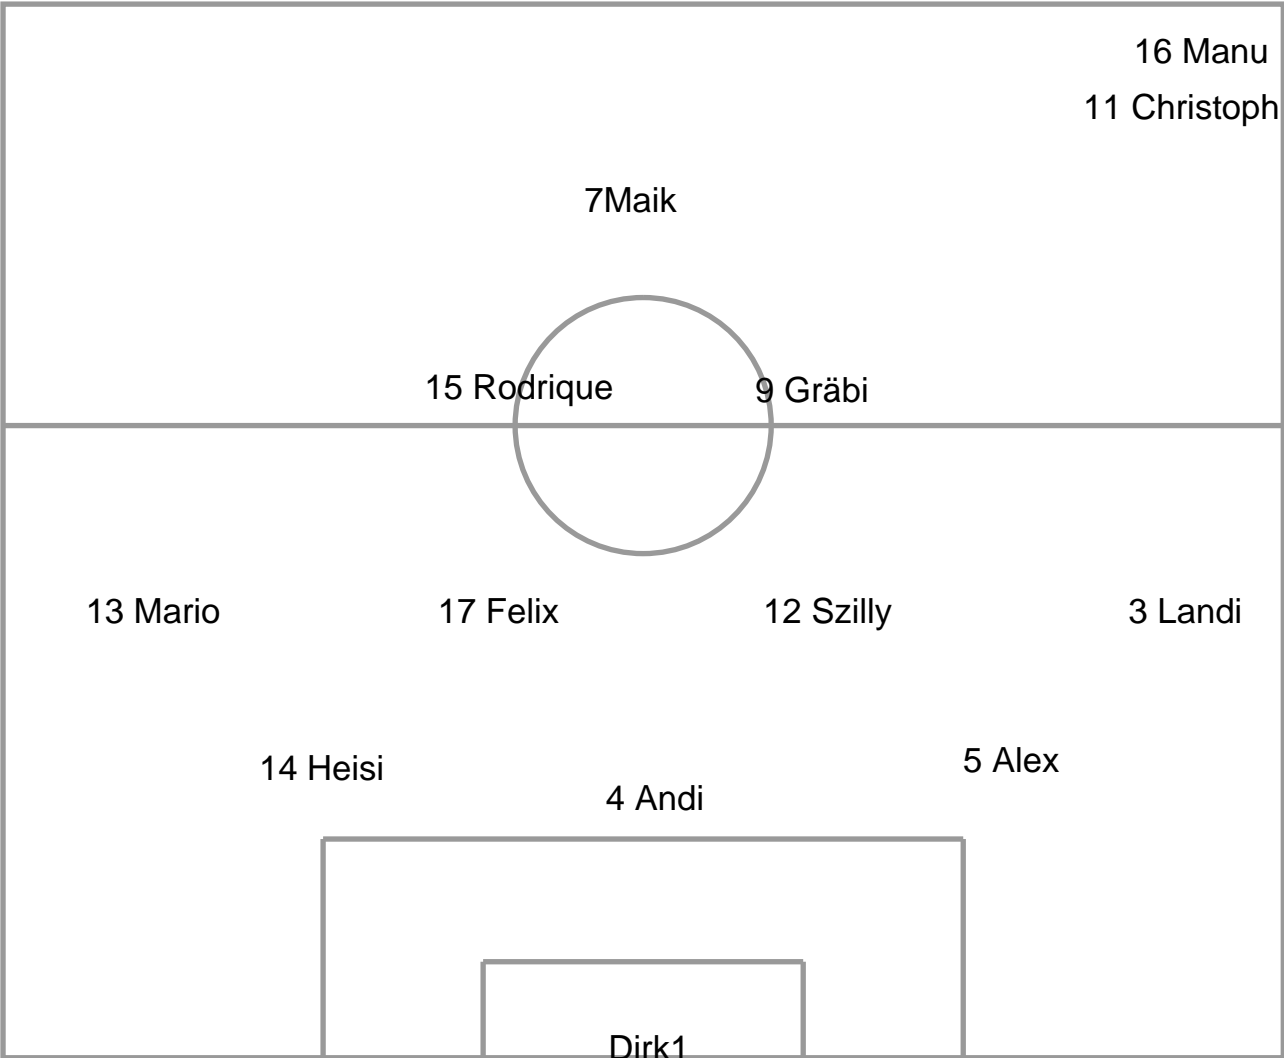 16 Manu
11 Christoph
7Maik
15 Rodrique
9 Gräbi
13 Mario
17 Felix
12 Szilly
3 Landi
14 Heisi
5 Alex
4 Andi
Dirk1